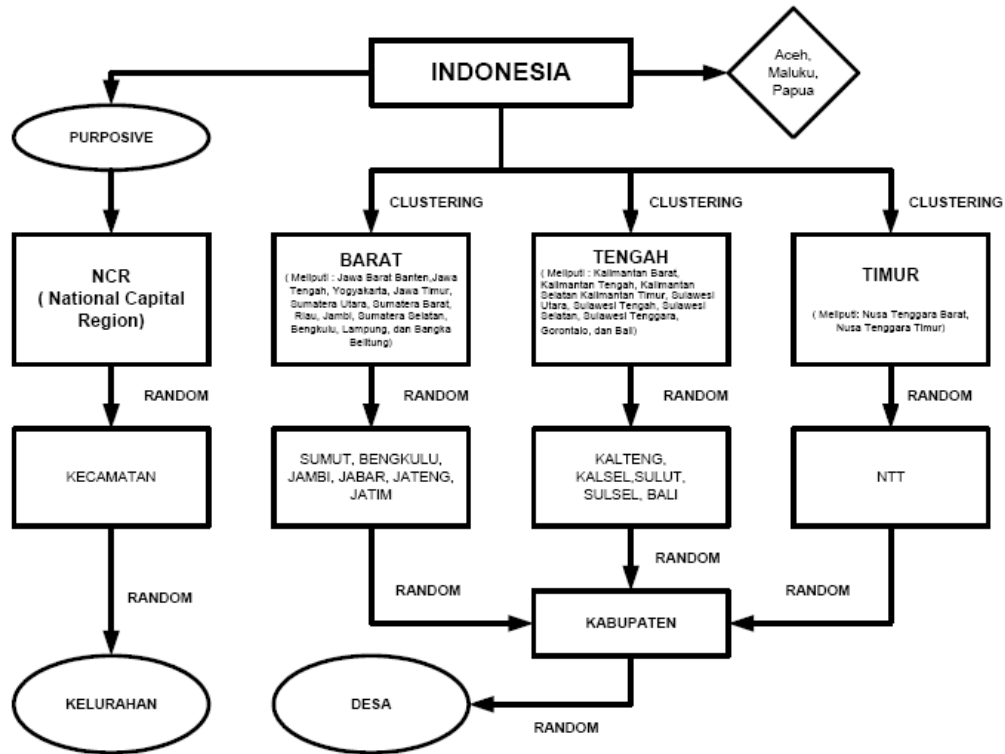 INDONESIA
Aceh,
Maluku,
Papua
PURPOSIVE
CLUSTERING
CLUSTERING
CLUSTERING
NCR
( National Capital
Region)
BARAT
( Meliputi : Jawa Barat Banten,Jawa
Tengah, Yogyakarta, Jawa Timur,
Sumatera Utara, Sumatera Barat,
Riau, Jambi, Sumatera Selatan,
Bengkulu, Lampung, dan Bangka
Belitung)
TENGAH
( Meliputi : Kalimantan Barat,
Kalimantan Tengah, Kalimantan
Selatan Kalimantan Timur, Sulawesi
Utara, Sulawesi Tengah, Sulawesi
Selatan, Sulawesi Tenggara,
Gorontalo, dan Bali)
TIMUR
( Meliputi: Nusa Tenggara Barat,
Nusa Tenggara Timur)
RANDOM
RANDOM
RANDOM
RANDOM
KECAMATAN
SUMUT, BENGKULU,
JAMBI, JABAR, JATENG,
JATIM
KALTENG,
KALSEL,SULUT,
SULSEL, BALI
NTT
RANDOM
RANDOM
RANDOM
RANDOM
KABUPATEN
KELURAHAN
DESA
RANDOM